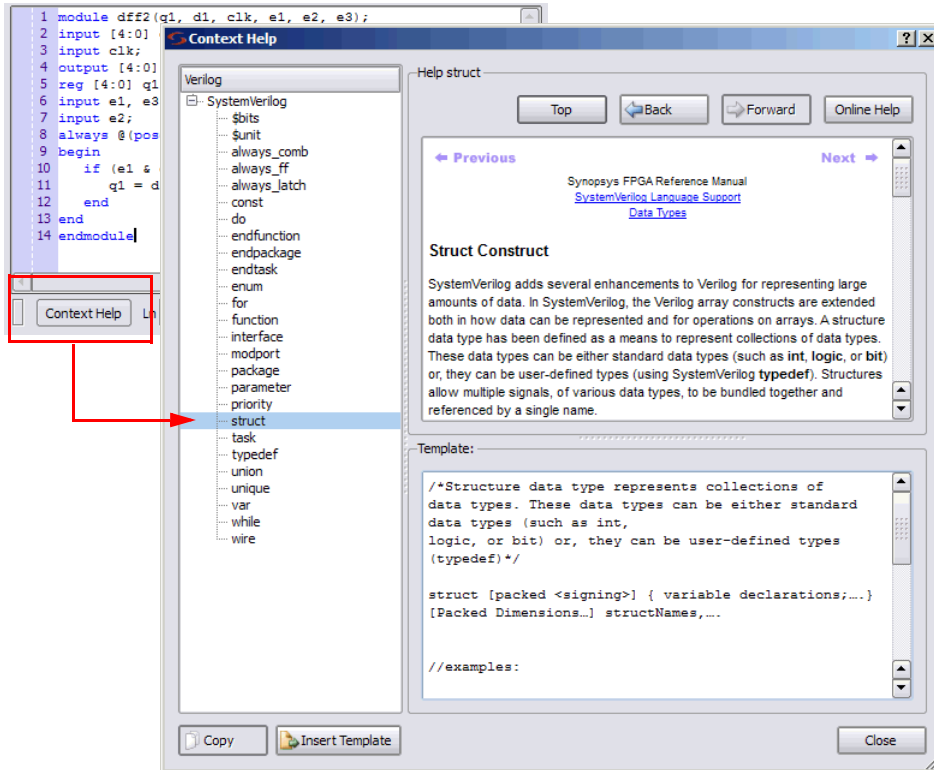 1 module dff2(q1, d1, clk, e1, e2, e3);
2 input [4:0]
3 input clk;
4 output [4:0]
5 reg [4:0] q1
6 input e1, e3
7 input e2;
8 always @(pos
9 begin
10 if (e1 &
11 q1 = d
12 end
13 end
14 endmodule
Context Help
Ln
Context Help
Verilog
SystemVerilog
$bits
$unit
always_comb
always_ff
always_latch
const
do
endfunction
endpackage
endtask
enum
for
function
interface
modport
package
parameter
priority
struct
task
typedef
union
unique
var
while
wire
Copy
Insert Template
Help struct
Top
Back
Forward
Online Help
Previous
Next
Synopsys FPGA Reference Manual
SystemVerilog Language Support
Data Types
Struct Construct
SystemVerilog adds several enhancements to Verilog for representing large
amounts of data. In SystemVerilog, the Verilog array constructs are extended
both in how data can be represented and for operations on arrays. A structure
data type has been defined as a means to represent collections of data types.
These data types can be either standard data types (such as int, logic, or bit)
or, they can be user-defined types (using SystemVerilog typedef). Structures
allow multiple signals, of various data types, to be bundled together and
referenced by a single name.
Template:
/*Structure data type represents collections of
data types. These data types can be either standard
data types (such as int,
logic, or bit) or, they can be user-defined types
(typedef)*/
struct [packed <signing>] { variable declarations;….}
[Packed Dimensions…] structNames,….
//examples:
Close